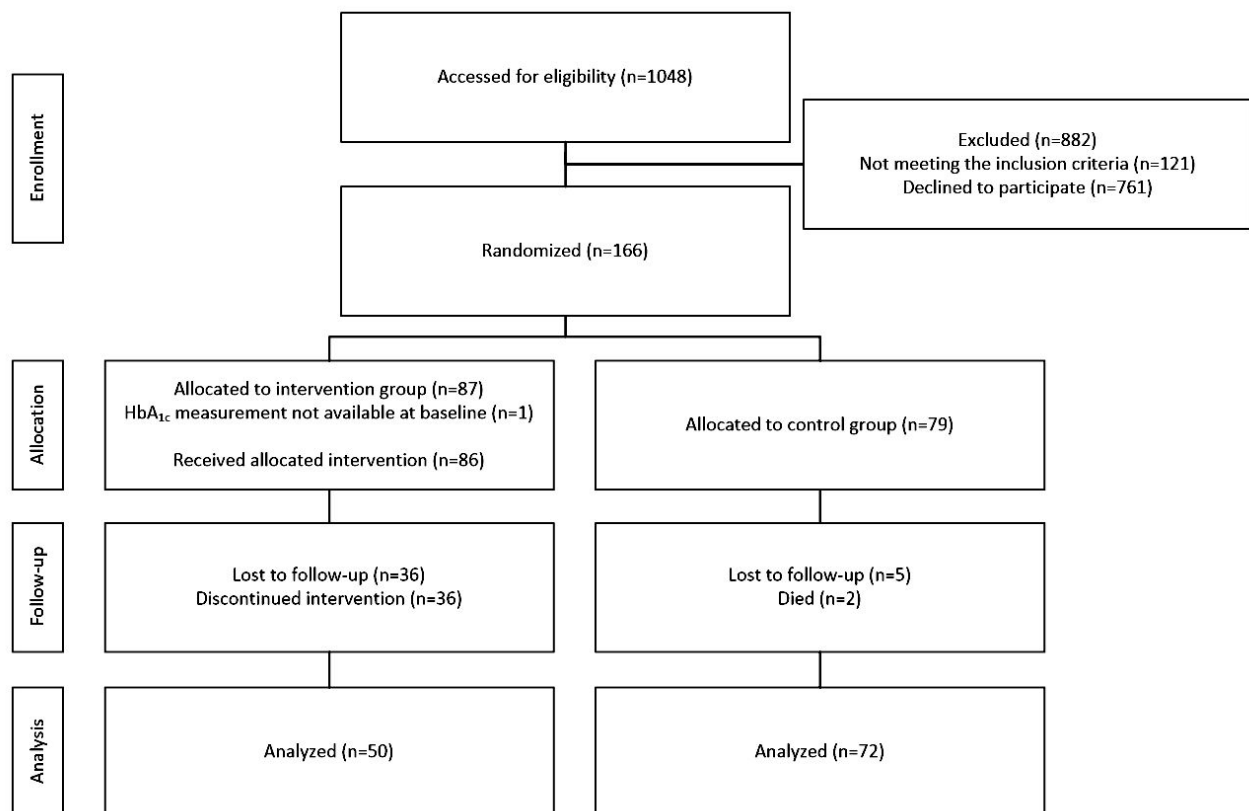 Enrollment
Accessed for eligibility (n=1048)
Excluded (n=882)
Not meeting the inclusion criteria (n=121)
Declined to participate (n=761)
Randomized (n=166)
Allocation
Allocated to intervention group (n=87)
HbA₁c measurement not available at baseline (n=1)
Received allocated intervention (n=86)
Allocated to control group (n=79)
Follow-up
Lost to follow-up (n=36)
Discontinued intervention (n=36)
Lost to follow-up (n=5)
Died (n=2)
Analysis
Analyzed (n=50)
Analyzed (n=72)